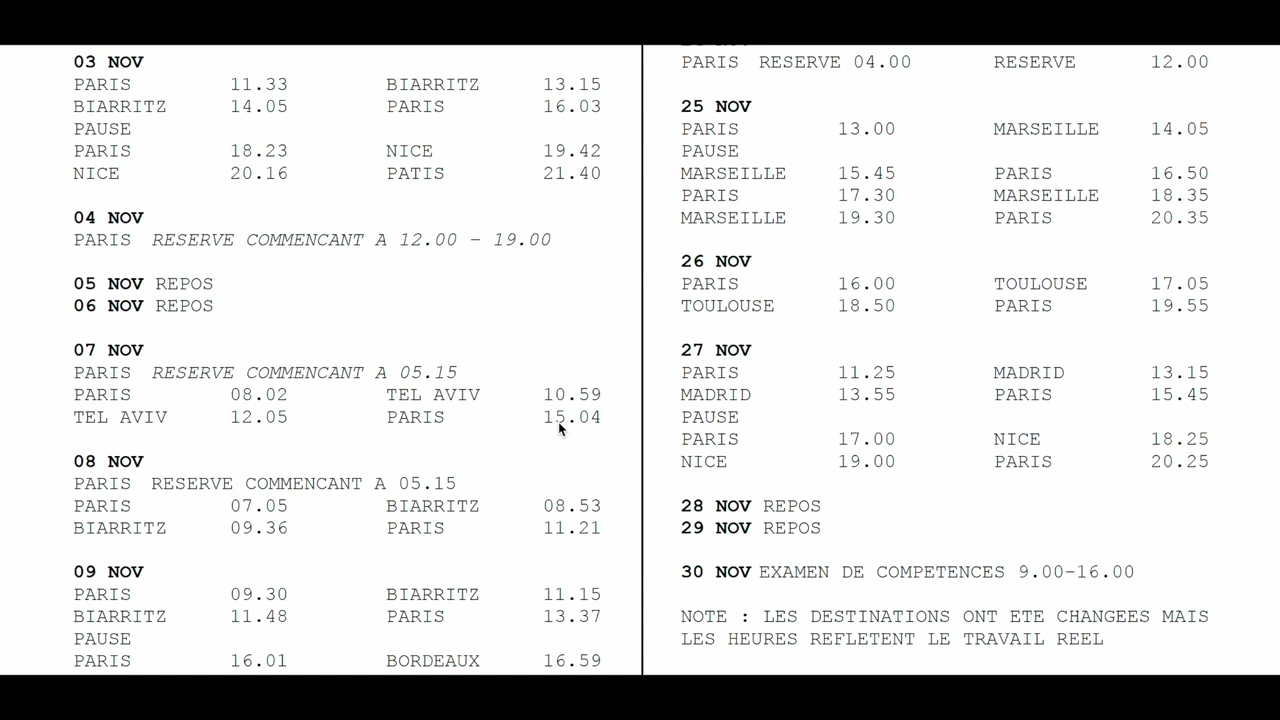 03 NOV
PARIS 11.33 BIARRITZ 13.15
BIARRITZ 14.05 PARIS 16.03
PAUSE
PARIS 18.23 NICE 19.42
NICE 20.16 PATIS 21.40
04 NOV
PARIS RESERVE COMMENCANT A 12.00 - 19.00
05 NOV REPOS
06 NOV REPOS
07 NOV
PARIS RESERVE COMMENCANT A 05.15
PARIS 08.02 TEL AVIV 10.59
TEL AVIV 12.05 PARIS 15.04
08 NOV
PARIS RESERVE COMMENCANT A 05.15
PARIS 07.05 BIARRITZ 08.53
BIARRITZ 09.36 PARIS 11.21
09 NOV
PARIS 09.30 BIARRITZ 11.15
BIARRITZ 11.48 PARIS 13.37
PAUSE
PARIS 16.01 BORDEAUX 16.59
PARIS RESERVE 04.00 RESERVE 12.00
25 NOV
PARIS 13.00 MARSEILLE 14.05
PAUSE
MARSEILLE 15.45 PARIS 16.50
PARIS 17.30 MARSEILLE 18.35
MARSEILLE 19.30 PARIS 20.35
26 NOV
PARIS 16.00 TOULOUSE 17.05
TOULOUSE 18.50 PARIS 19.55
27 NOV
PARIS 11.25 MADRID 13.15
MADRID 13.55 PARIS 15.45
PAUSE
PARIS 17.00 NICE 18.25
NICE 19.00 PARIS 20.25
28 NOV REPOS
29 NOV REPOS
30 NOV EXAMEN DE COMPETENCES 9.00-16.00
NOTE : LES DESTINATIONS ONT ETE CHANGEES MAIS
LES HEURES REFLETENT LE TRAVAIL REEL